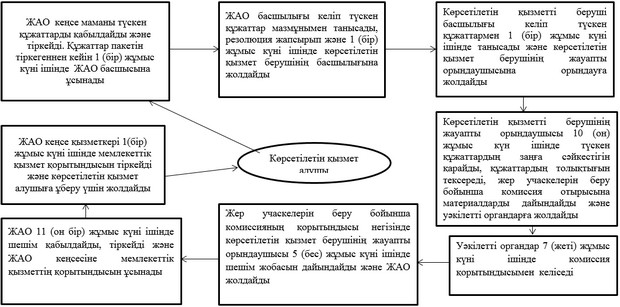 ЖАО кеңсе маманы түскен
құжаттарды қабылдайды және
тіркейді. Құжаттар пакетін
тіркегеннен кейін 1 (бір) жұмыс
күні ішінде ЖАО басшысына
ұсынады
ЖАО басшылығы келіп түскен
құжаттар мазмұнымен танысады,
резолюция жапсырып және 1 (бір)
жұмыс күні ішінде көрсетілетін
қызмет берушінің басшылығына
жолдайды
Көрсетілетін қызметті беруші
басшылығы келіп түскен
құжаттармен 1 (бір) жұмыс күні
ішінде танысады және көрсетілетін
қызмет берушінің жауапты
орындаушысына орындауға
жолдайды
Көрсетілетін қызметті берушінің
жауапты орындаушысы 10 (он)
жұмыс күн ішінде түскен
құжаттардың заңға сәйкестігін
қарайды, құжаттардың толықтығын
тексереді, жер учаскелерін беру
бойынша комиссия отырысына
материалдарды дайындайды және
уәкілетті органдарға жолдайды
Уәкілетті органдар 7 (жеті) жұмыс
күні ішінде комиссия
қорытындысымен келіседі
Жер учаскелерін беру бойынша
комиссияның қорытындысы негізінде
көрсетілетін қызмет берушінің жауапты
орындаушысы 5 (бес) жұмыс күні ішінде
шешім жобасын дайындайды және ЖАО
жолдайды
ЖАО 11 (он бір) жұмыс күні ішінде
шешім қабылдайды, тіркейді және
ЖАО кеңсесіне мемлекеттік
қызметтің қорытындысын ұсынады
ЖАО кеңсе қызметкері 1(бір)
жұмыс күні ішінде мемлекеттік
қызмет қорытындысын тіркейді
және көрсетілетін қызмет
алушыға ұберу үшін жолдайды
Көрсетілетін қызмет
алушы